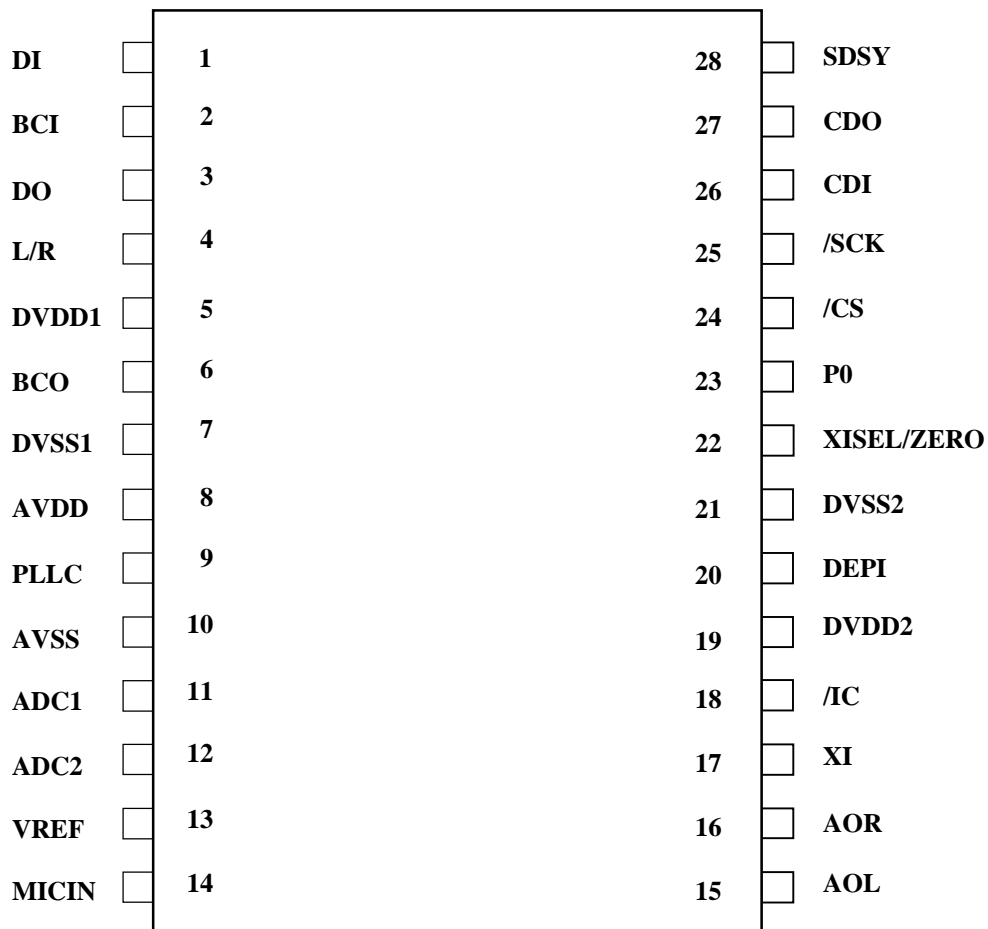 DI 1 28 SDSY
BCI 2 27 CDO
DO 3 26 CDI
L/R 4 25 /SCK
DVDD1 5 24 /CS
BCO 6 23 P0
DVSS1 7 22 XISEL/ZERO
AVDD 8 21 DVSS2
PLLC 9 20 DEPI
AVSS 10 19 DVDD2
ADC1 11 18 /IC
ADC2 12 17 XI
VREF 13 16 AOR
MICIN 14 15 AOL